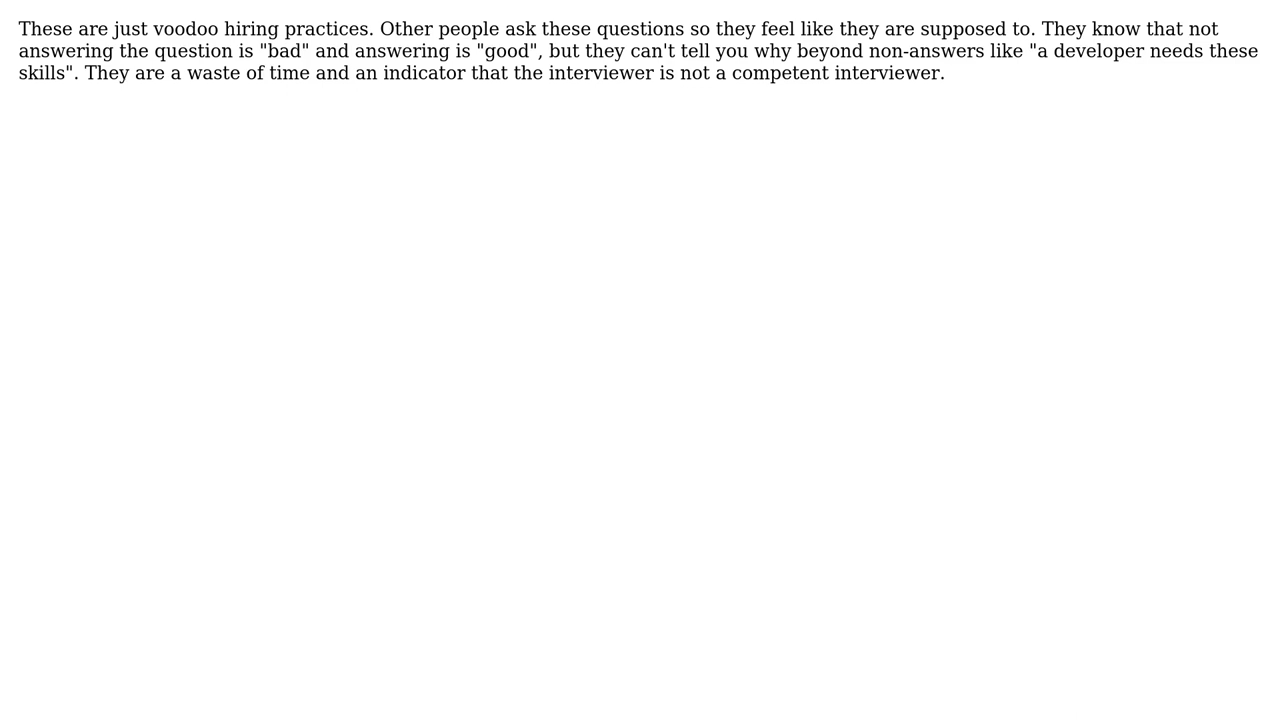 These are just voodoo hiring practices. Other people ask these questions so they feel like they are supposed to. They know that not
answering the question is "bad" and answering is "good", but they can't tell you why beyond non-answers like "a developer needs these
skills". They are a waste of time and an indicator that the interviewer is not a competent interviewer.